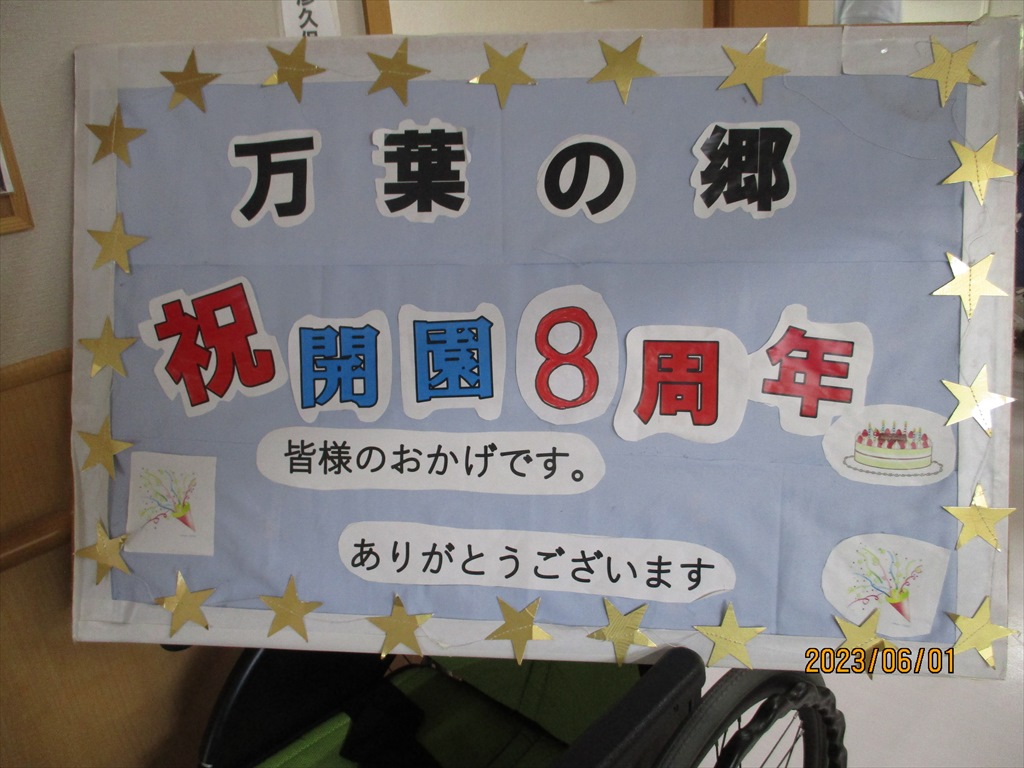 万葉の郷
祝開園8周年
皆様のおかげです。
ありがとうございます
2023/06/01